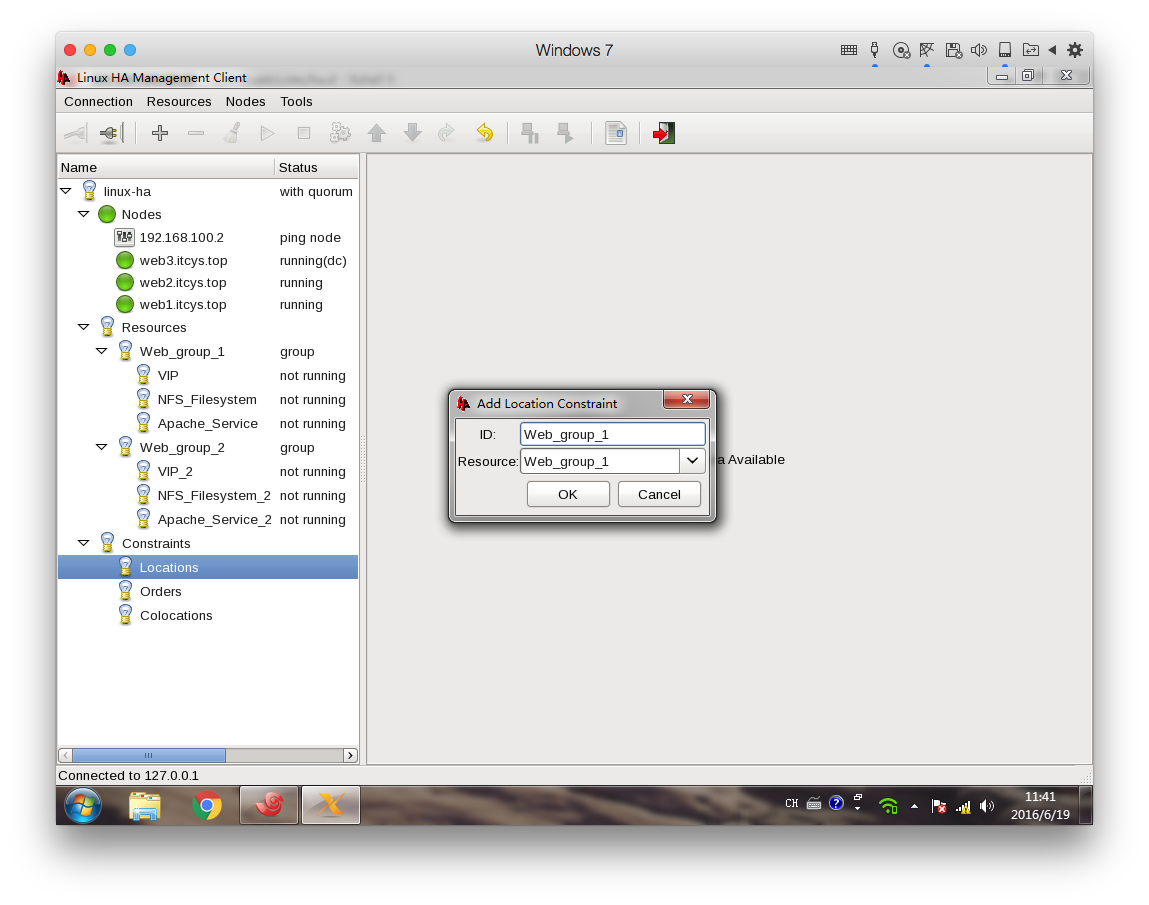 Windows 7
Linux HA Management Client
Connection Resources Nodes Tools
Name Status
linux-ha with quorum
Nodes
192.168.100.2 ping node
web3.itcys.top running(dc)
web2.itcys.top running
web1.itcys.top running
Resources
Web_group_1 group
VIP not running
NFS_Filesystem not running
Apache_Service not running
Web_group_2 group
VIP_2 not running
NFS_Filesystem_2 not running
Apache_Service_2 not running
Constraints
Locations
Orders
Colocations
Add Location Constraint
ID: Web_group_1
Resource: Web_group_1
OK Cancel
a Available
Connected to 127.0.0.1
CH
11:41
2016/6/19